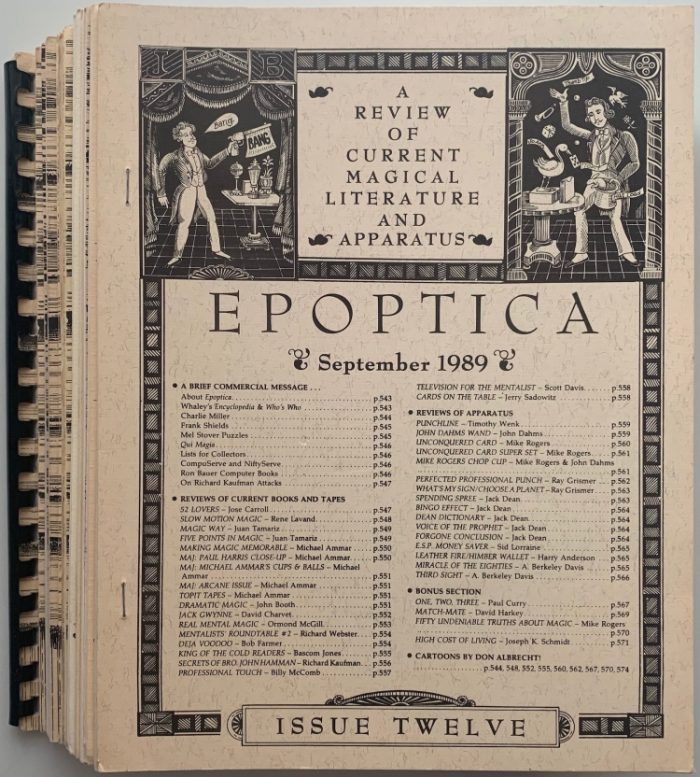 I B
A
REVIEW
OF
CURRENT
MAGICAL
LITERATURE
AND
APPARATUS
BANG
BANG
EPOPTICA
September 1989
● A BRIEF COMMERCIAL MESSAGE . . .
About Epoptica. p.543
Whaley's Encyclopedia & Who's Who p.543
Charlie Miller p.544
Frank Shields p.545
Mel Stover Puzzles p.545
Qui Magia p.546
Lists for Collectors p.546
CompuServe and NiftyServe p.546
Ron Bauer Computer Books p.546
On Richard Kaufman Attacks p.547
● REVIEWS OF CURRENT BOOKS AND TAPES
52 LOVERS – Jose Carroll p.547
SLOW MOTION MAGIC – Rene Lavand p.548
MAGIC WAY – Juan Tamariz p.549
FIVE POINTS IN MAGIC – Juan Tamariz p.549
MAKING MAGIC MEMORABLE – Michael Ammar p.550
MAJ: PAUL HARRIS CLOSE-UP – Michael Ammar p.550
MAJ: MICHAEL AMMAR'S CUPS & BALLS – Michael
Ammar p.551
MAJ: ARCANE ISSUE – Michael Ammar p.551
TOPIT TAPES – Michael Ammar p.551
DRAMATIC MAGIC – John Booth p.551
JACK GWYNNE – David Charvet p.552
REAL MENTAL MAGIC – Ormond McGill p.553
MENTALISTS' ROUNDTABLE #2 – Richard Webster p.554
DEJA VOODOO – Bob Farmer p.554
KING OF THE COLD READERS – Bascom Jones p.555
SECRETS OF BRO. JOHN HAMMAN – Richard Kaufman p.556
PROFESSIONAL TOUCH – Billy McComb p.557
TELEVISION FOR THE MENTALIST – Scott Davis p.558
CARDS ON THE TABLE – Jerry Sadowitz p.558
● REVIEWS OF APPARATUS
PUNCHLINE – Timothy Wenk p.559
JOHN DAHMS WAND – John Dahms p.559
UNCONQUERED CARD – Mike Rogers p.560
UNCONQUERED CARD SUPER SET – Mike Rogers p.561
MIKE ROGERS CHOP CUP – Mike Rogers & John Dahms
p.561
PERFECTED PROFESSIONAL PUNCH – Ray Grismer p.562
WHAT'S MY SIGN/CHOOSE A PLANET – Ray Grismer p.563
SPENDING SPREE – Jack Dean p.563
BINGO EFFECT – Jack Dean p.564
DEAN DICTIONARY – Jack Dean p.564
VOICE OF THE PROPHET – Jack Dean p.564
FORGONE CONCLUSION – Jack Dean p.564
E.S.P. MONEY SAVER – Sid Lorraine p.565
LEATHER FIRE/HIMBER WALLET – Harry Anderson p.565
MIRACLE OF THE EIGHTIES – A. Berkeley Davis p.565
THIRD SIGHT – A. Berkeley Davis p.566
● BONUS SECTION
ONE, TWO, THREE – Paul Curry p.567
MATCH-MATE – David Harkey p.569
FIFTY UNDENIABLE TRUTHS ABOUT MAGIC – Mike Rogers
p.570
HIGH COST OF LIVING – Joseph K. Schmidt p.571
● CARTOONS BY DON ALBRECHT!
p.544, 548, 552, 555, 560, 562, 567, 570, 574
ISSUE TWELVE